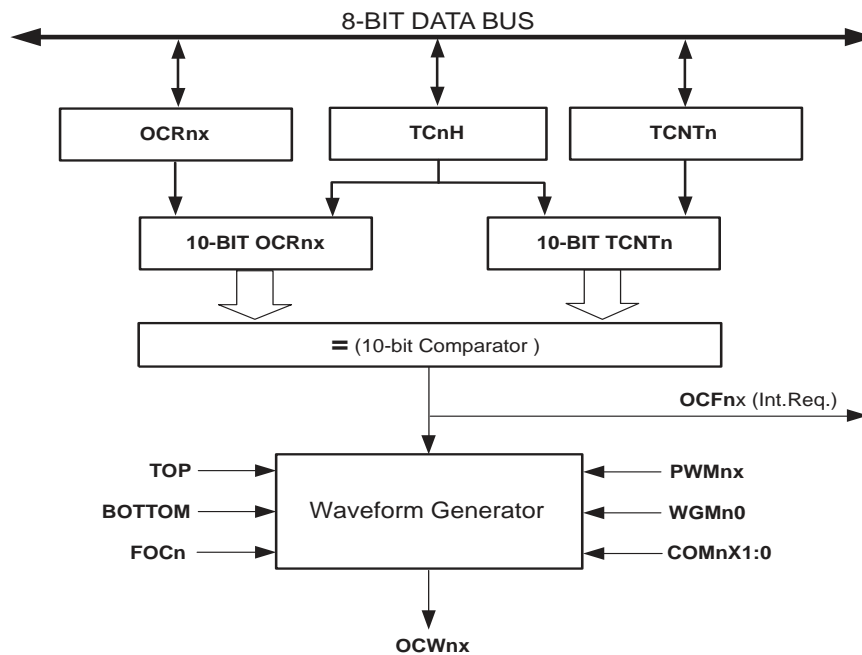 8-BIT DATA BUS
OCRnx
TCnH
TCNTn
10-BIT OCRnx
10-BIT TCNTn
= (10-bit Comparator )
OCFnx (Int.Req.)
TOP
BOTTOM
FOCn
Waveform Generator
PWMnx
WGMn0
COMnX1:0
OCWnx